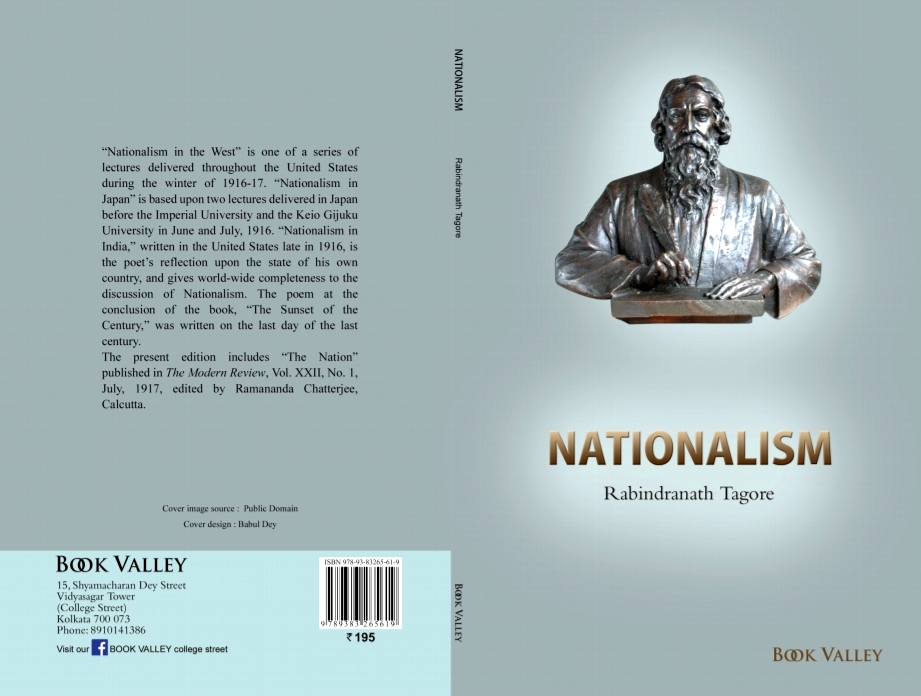 “Nationalism in the West” is one of a series of
lectures delivered throughout the United States
during the winter of 1916-17. “Nationalism in
Japan” is based upon two lectures delivered in Japan
before the Imperial University and the Keio Gijuku
University in June and July, 1916. “Nationalism in
India,” written in the United States late in 1916, is
the poet’s reflection upon the state of his own
country, and gives world-wide completeness to the
discussion of Nationalism. The poem at the
conclusion of the book, “The Sunset of the
Century,” was written on the last day of the last
century.
The present edition includes “The Nation”
published in The Modern Review, Vol. XXII, No. 1,
July, 1917, edited by Ramananda Chatterjee,
Calcutta.
Cover image source : Public Domain
Cover design : Babul Dey
BOOK VALLEY
15, Shyamacharan Dey Street
Vidyasagar Tower
(College Street)
Kolkata 700 073
Phone: 8910141386
Visit our f BOOK VALLEY college street
ISBN 978-93-83265-61-9
9 789383 265619
₹ 195
NATIONALISM
Rabindranath Tagore
BOOK VALLEY
NATIONALISM
Rabindranath Tagore
BOOK VALLEY